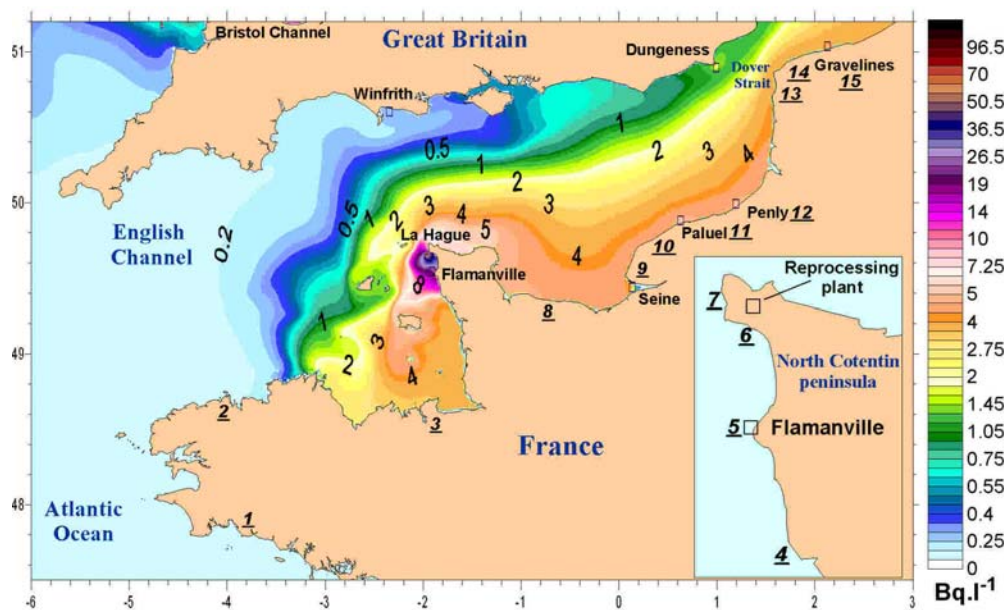 51
50
49
48
-6 -5 -4 -3 -2 -1 0 1 2 3
Bristol Channel
Great Britain
Dungeness
Dover
Strait
Gravelines
14
15
13
Winfrith
0.5
1
1
2
3
2
3
4
0.2
0.5
1
2
3
4
5
4
La Hague
Flamanville
8
English
Channel
Penly 12
Paluel 11
10
9
Seine
8
1
2
3
4
2
3
France
1
Atlantic
Ocean
Reprocessing
plant
7
6
North Cotentin
peninsula
5 Flamanville
4
96.5
70
50.5
36.5
26.5
19
14
10
7.25
5
4
2.75
2
1.45
1.05
0.75
0.55
0.4
0.25
0
Bq.l⁻¹